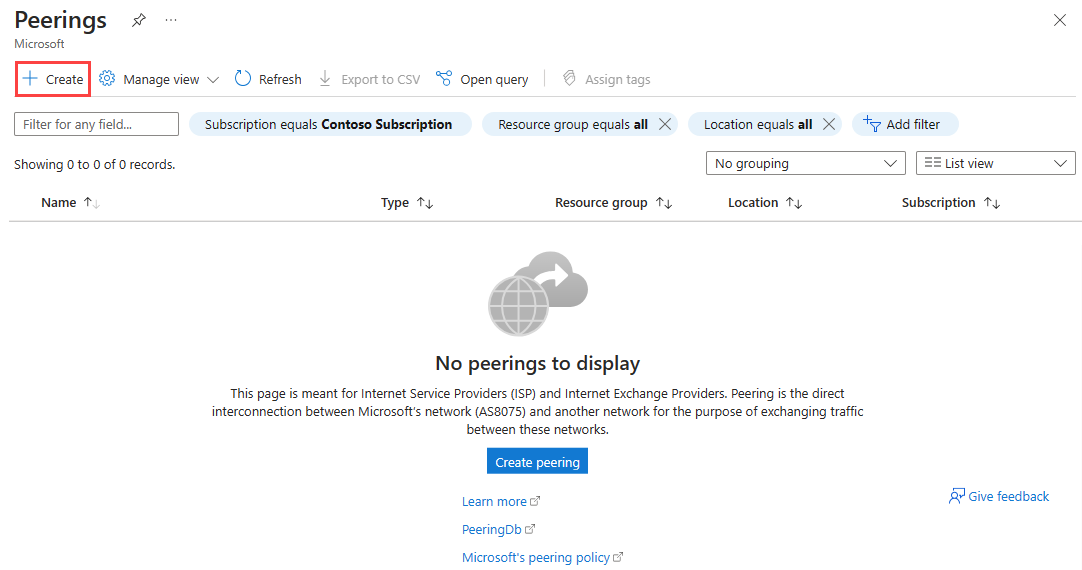 Peerings
Microsoft
Create Manage view Refresh Export to CSV Open query Assign tags
Filter for any field... Subscription equals Contoso Subscription Resource group equals all Location equals all Add filter
Showing 0 to 0 of 0 records. No grouping List view
Name Type Resource group Location Subscription
No peerings to display
This page is meant for Internet Service Providers (ISP) and Internet Exchange Providers. Peering is the direct
interconnection between Microsoft's network (AS8075) and another network for the purpose of exchanging traffic
between these networks.
Create peering
Learn more
Give feedback
PeeringDb
Microsoft's peering policy